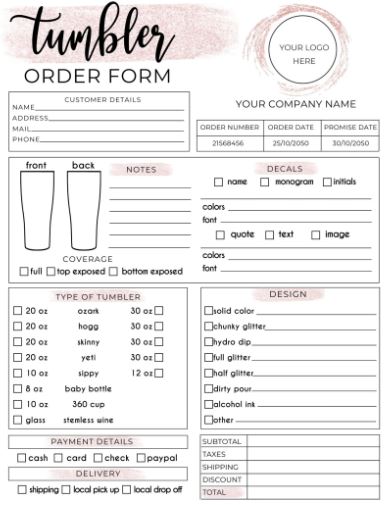 tumbler
ORDER FORM
YOUR LOGO
HERE
CUSTOMER DETAILS
NAME
ADDRESS
MAIL
PHONE
YOUR COMPANY NAME
ORDER NUMBER ORDER DATE PROMISE DATE
21568456 25/10/2050 30/10/2050
front back
NOTES
COVERAGE
full top exposed bottom exposed
DECALS
name monogram initials
colors
font
quote text image
colors
font
TYPE OF TUMBLER
20 oz ozark 30 oz
20 oz hogg 30 oz
20 oz skinny 30 oz
20 oz yeti 30 oz
10 oz sippy 12 oz
8 oz baby bottle
10 oz 360 cup
glass stemless wine
DESIGN
solid color
chunky glitter
hydro dip
full glitter
half glitter
dirty pour
alcohol ink
other
PAYMENT DETAILS
cash card check paypal
DELIVERY
shipping local pick up local drop off
SUBTOTAL
TAXES
SHIPPING
DISCOUNT
TOTAL